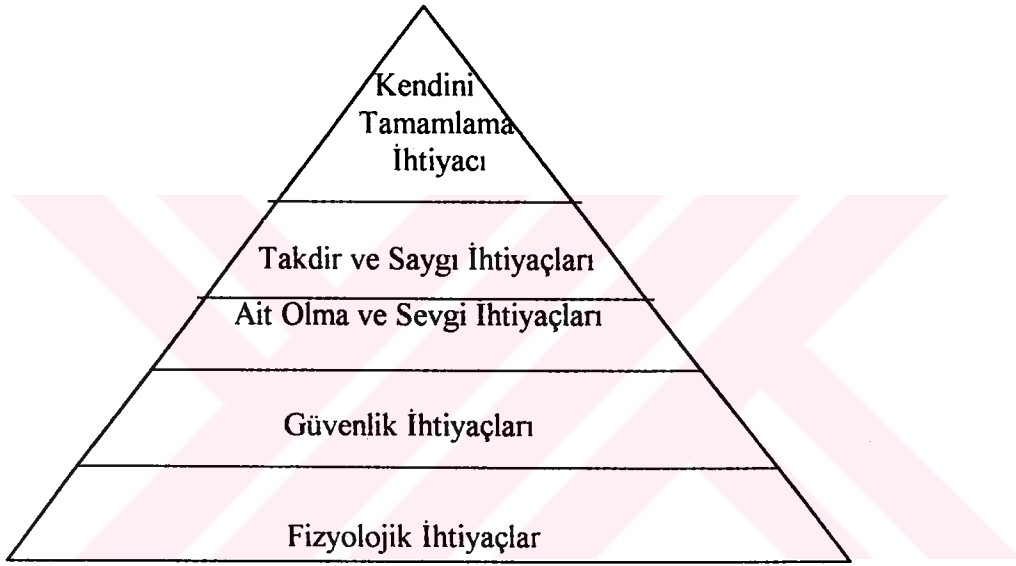 Kendini
Tamamlama
İhtiyacı
Takdir ve Saygı İhtiyaçları
Ait Olma ve Sevgi İhtiyaçları
Güvenlik İhtiyaçları
Fizyolojik İhtiyaçlar